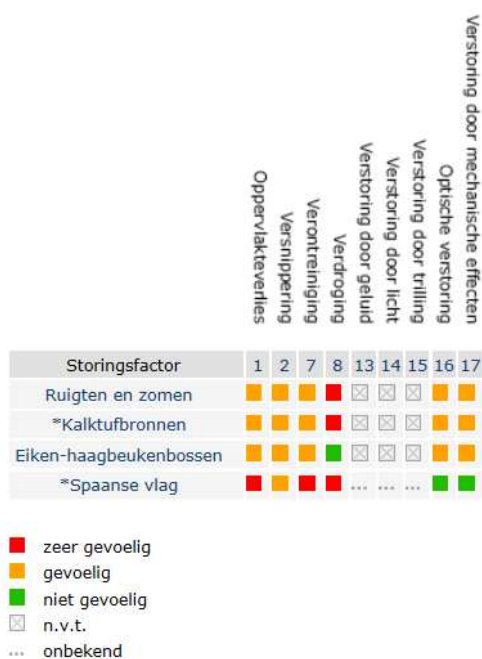 Oppervlakteverlies
Versnippering
Verontreiniging
Verdroging
Verstoring door geluid
Verstoring door licht
Verstoring door trilling
Optische verstoring
Verstoring door mechanische effecten
Storingsfactor 1 2 7 8 13 14 15 16 17
Ruigten en zomen
*Kalktufbronnen
Eiken-haagbeukenbossen
*Spaanse vlag ... ... ...
zeer gevoelig
gevoelig
niet gevoelig
n.v.t.
... onbekend